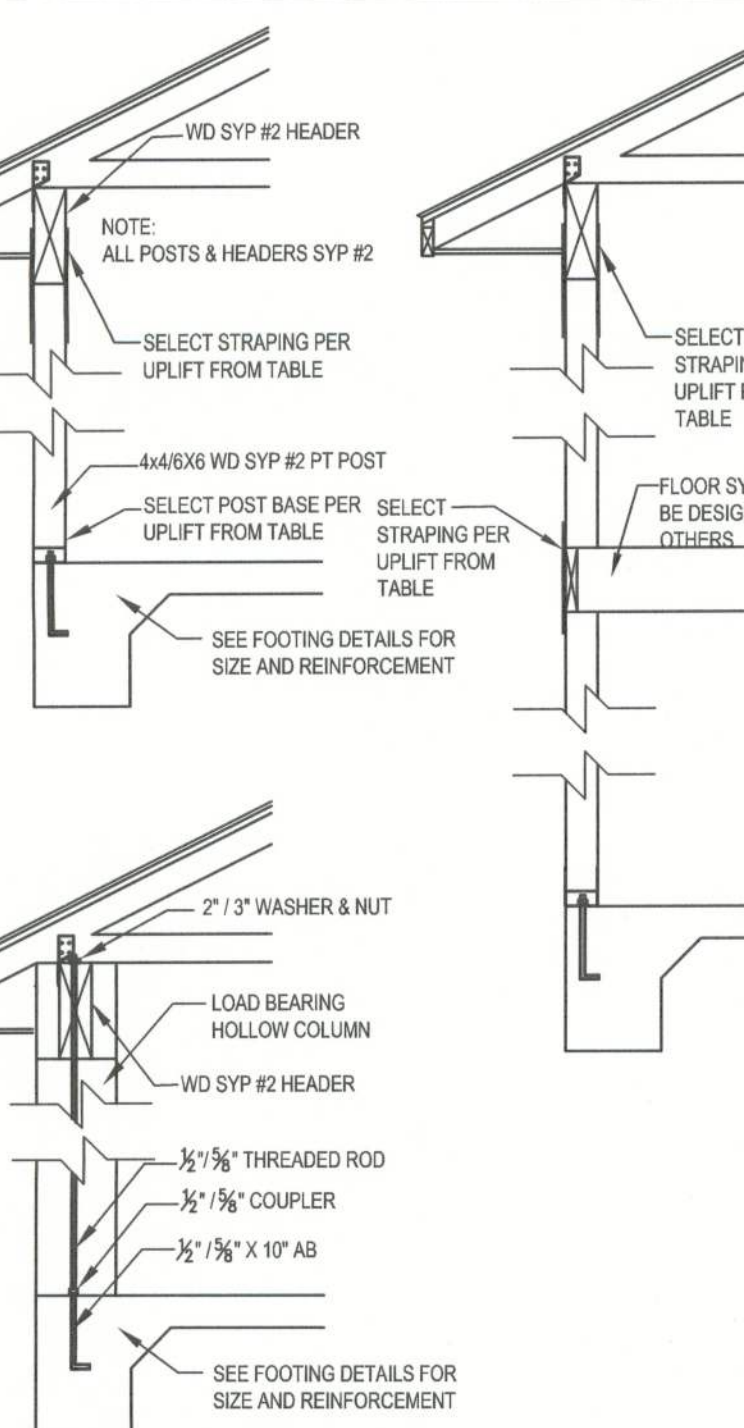 WD SYP #2 HEADER
NOTE:
ALL POSTS & HEADERS SYP #2
SELECT STRAPING PER
UPLIFT FROM TABLE
4x4/6X6 WD SYP #2 PT POST
SELECT POST BASE PER
UPLIFT FROM TABLE
SEE FOOTING DETAILS FOR
SIZE AND REINFORCEMENT
SELECT
STRAPING PER
UPLIFT FROM
TABLE
SELECT
UPLIFT
TABLE
FLOOR
BE
OTHERS
2" / 3" WASHER & NUT
LOAD BEARING
HOLLOW COLUMN
WD SYP #2 HEADER
½"/⅝" THREADED ROD
½" / ⅝" COUPLER
½" / ⅝" X 10" AB
SEE FOOTING DETAILS FOR
SIZE AND REINFORCEMENT